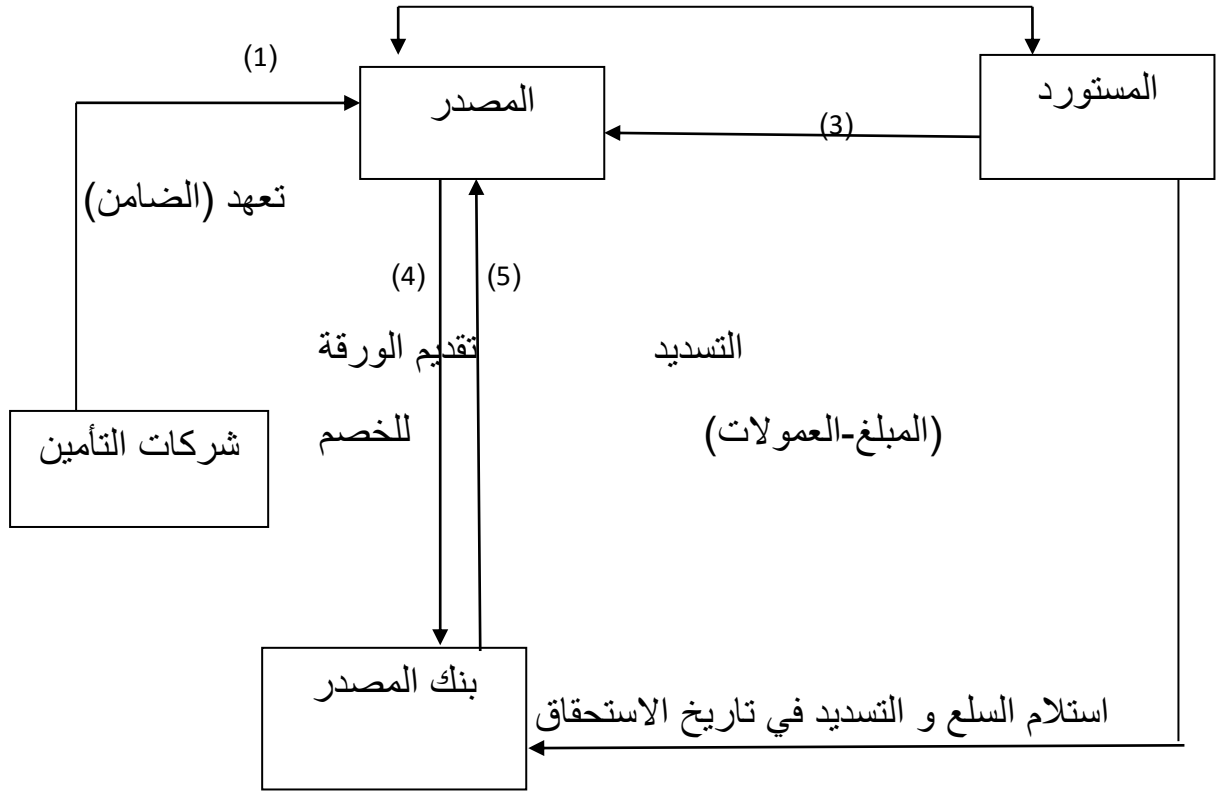 (1)
المستورد
المصدر
(3)
تعهد (الضامن)
(4)
(5)
تقديم الورقة
للخصم
التسديد
(المبلغ-العمولات)
شركات التأمين
بنك المصدر
استلام السلع و التسديد في تاريخ الاستحقاق